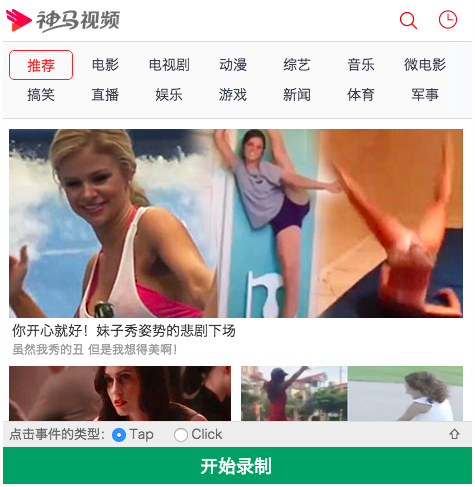 神马视频
推荐 电影 电视剧 动漫 综艺 音乐 微电影
搞笑 直播 娱乐 游戏 新闻 体育 军事
你开心就好！妹子秀姿势的悲剧下场
虽然我秀的丑 但是我想得美啊！
点击事件的类型： Tap Click
开始录制